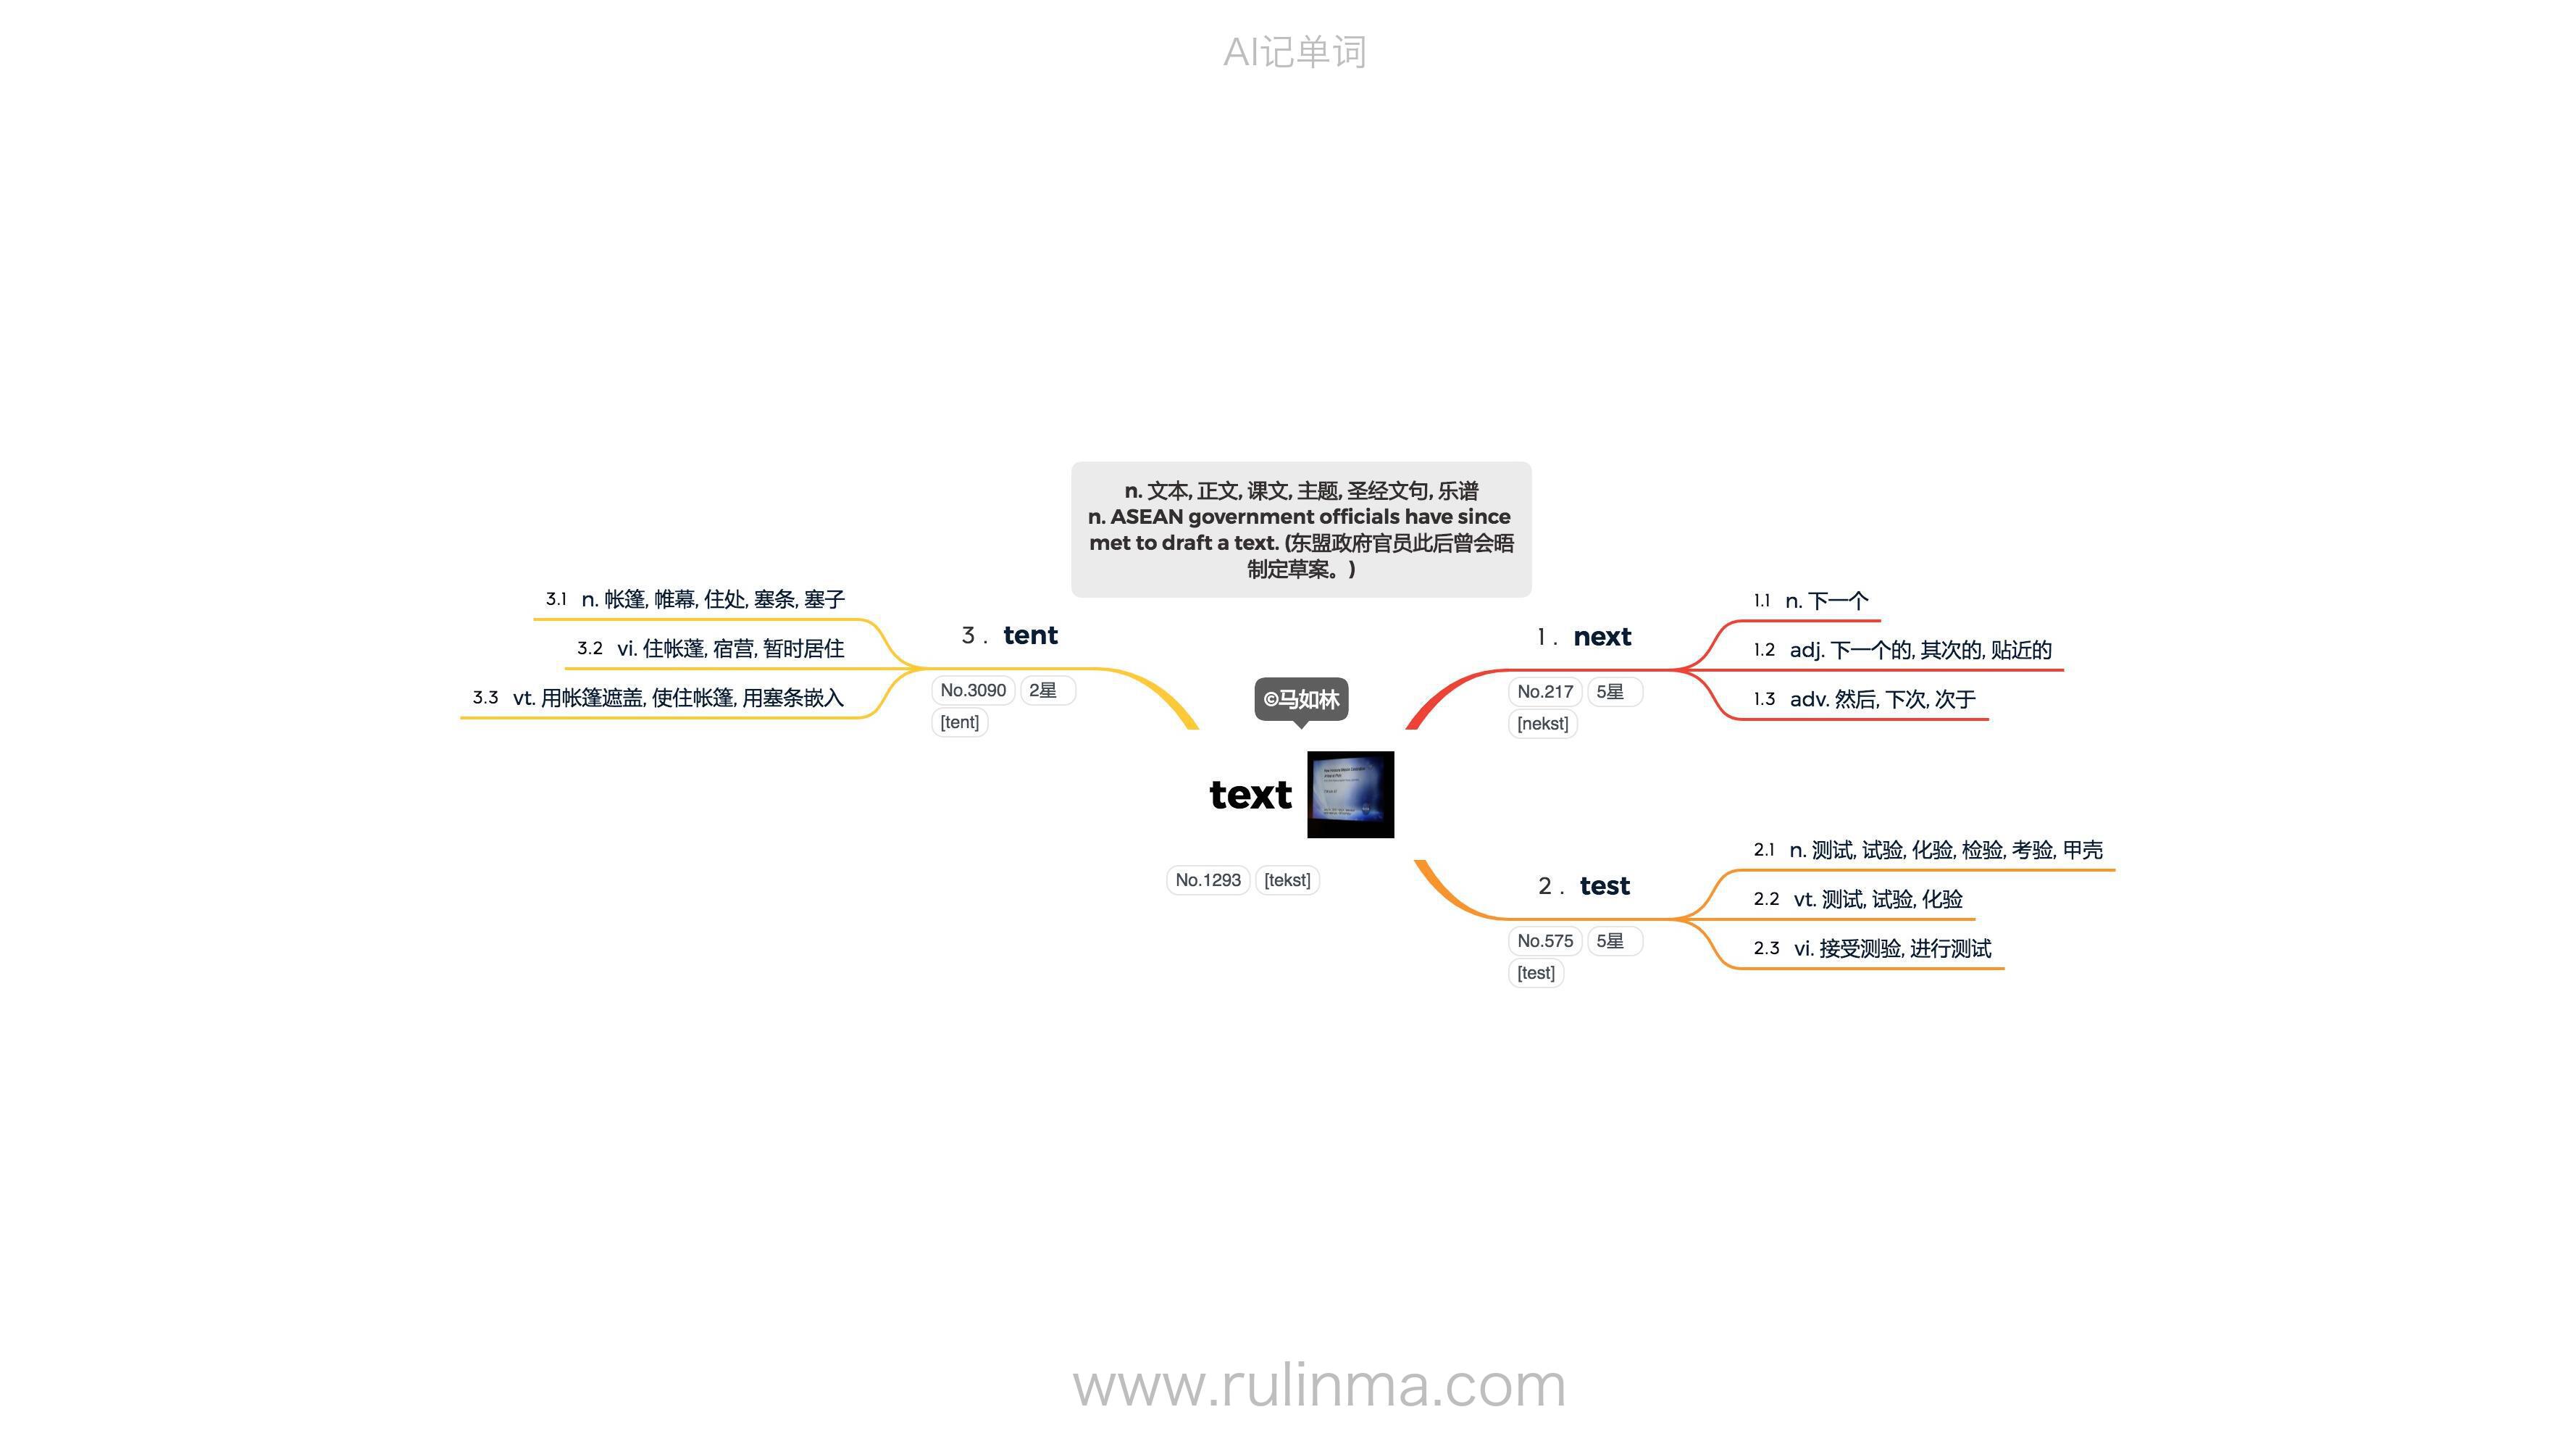 AI记单词
n. 文本, 正文, 课文, 主题, 圣经文句, 乐谱
n. ASEAN government officials have since
met to draft a text. (东盟政府官员此后曾会晤
制定草案。)
©马如林
text
No.1293 [tekst]
1. next
No.217 5星
[nekst]
1.1 n. 下一个
1.2 adj. 下一个的, 其次的, 贴近的
1.3 adv. 然后, 下次, 次于
2. test
No.575 5星
[test]
2.1 n. 测试, 试验, 化验, 检验, 考验, 甲壳
2.2 vt. 测试, 试验, 化验
2.3 vi. 接受测验, 进行测试
3. tent
No.3090 2星
[tent]
3.1 n. 帐篷, 帷幕, 住处, 塞条, 塞子
3.2 vi. 住帐篷, 宿营, 暂时居住
3.3 vt. 用帐篷遮盖, 使住帐篷, 用塞条嵌入
www.rulinma.com